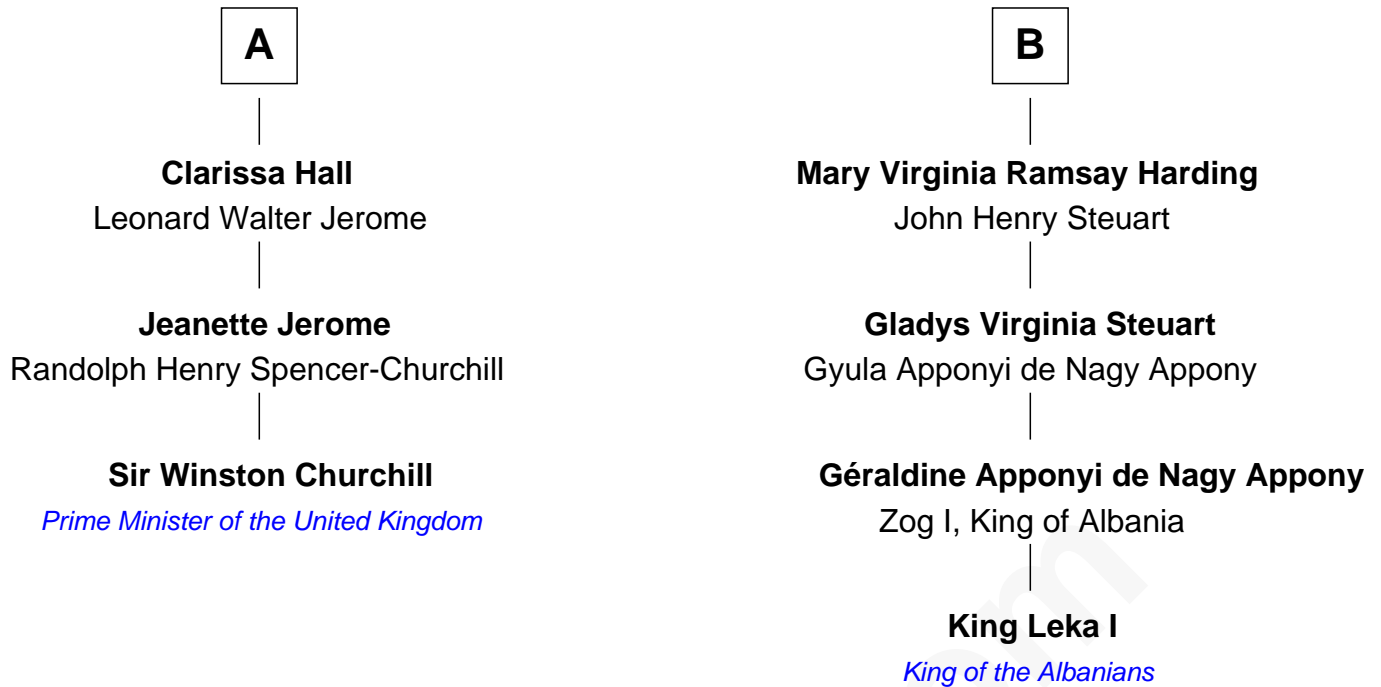 A
Clarissa Hall
Leonard Walter Jerome
Jeanette Jerome
Randolph Henry Spencer-Churchill
Sir Winston Churchill
Prime Minister of the United Kingdom
B
Mary Virginia Ramsay Harding
John Henry Steuart
Gladys Virginia Steuart
Gyula Apponyi de Nagy Appony
Géraldine Apponyi de Nagy Appony
Zog I, King of Albania
King Leka I
King of the Albanians